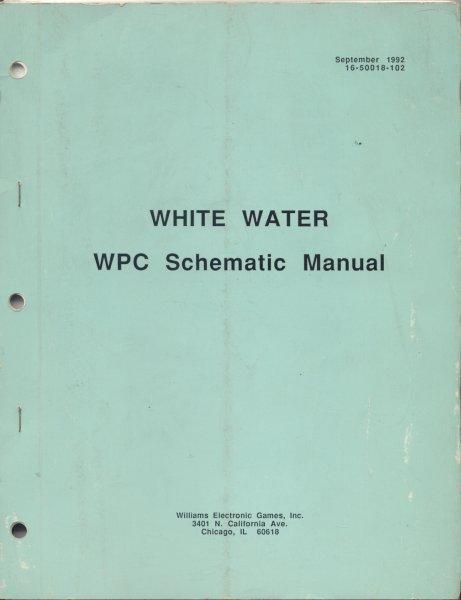 September 1992
16-50018-102
WHITE WATER
WPC Schematic Manual
Williams Electronic Games, Inc.
3401 N. California Ave.
Chicago, IL 60618